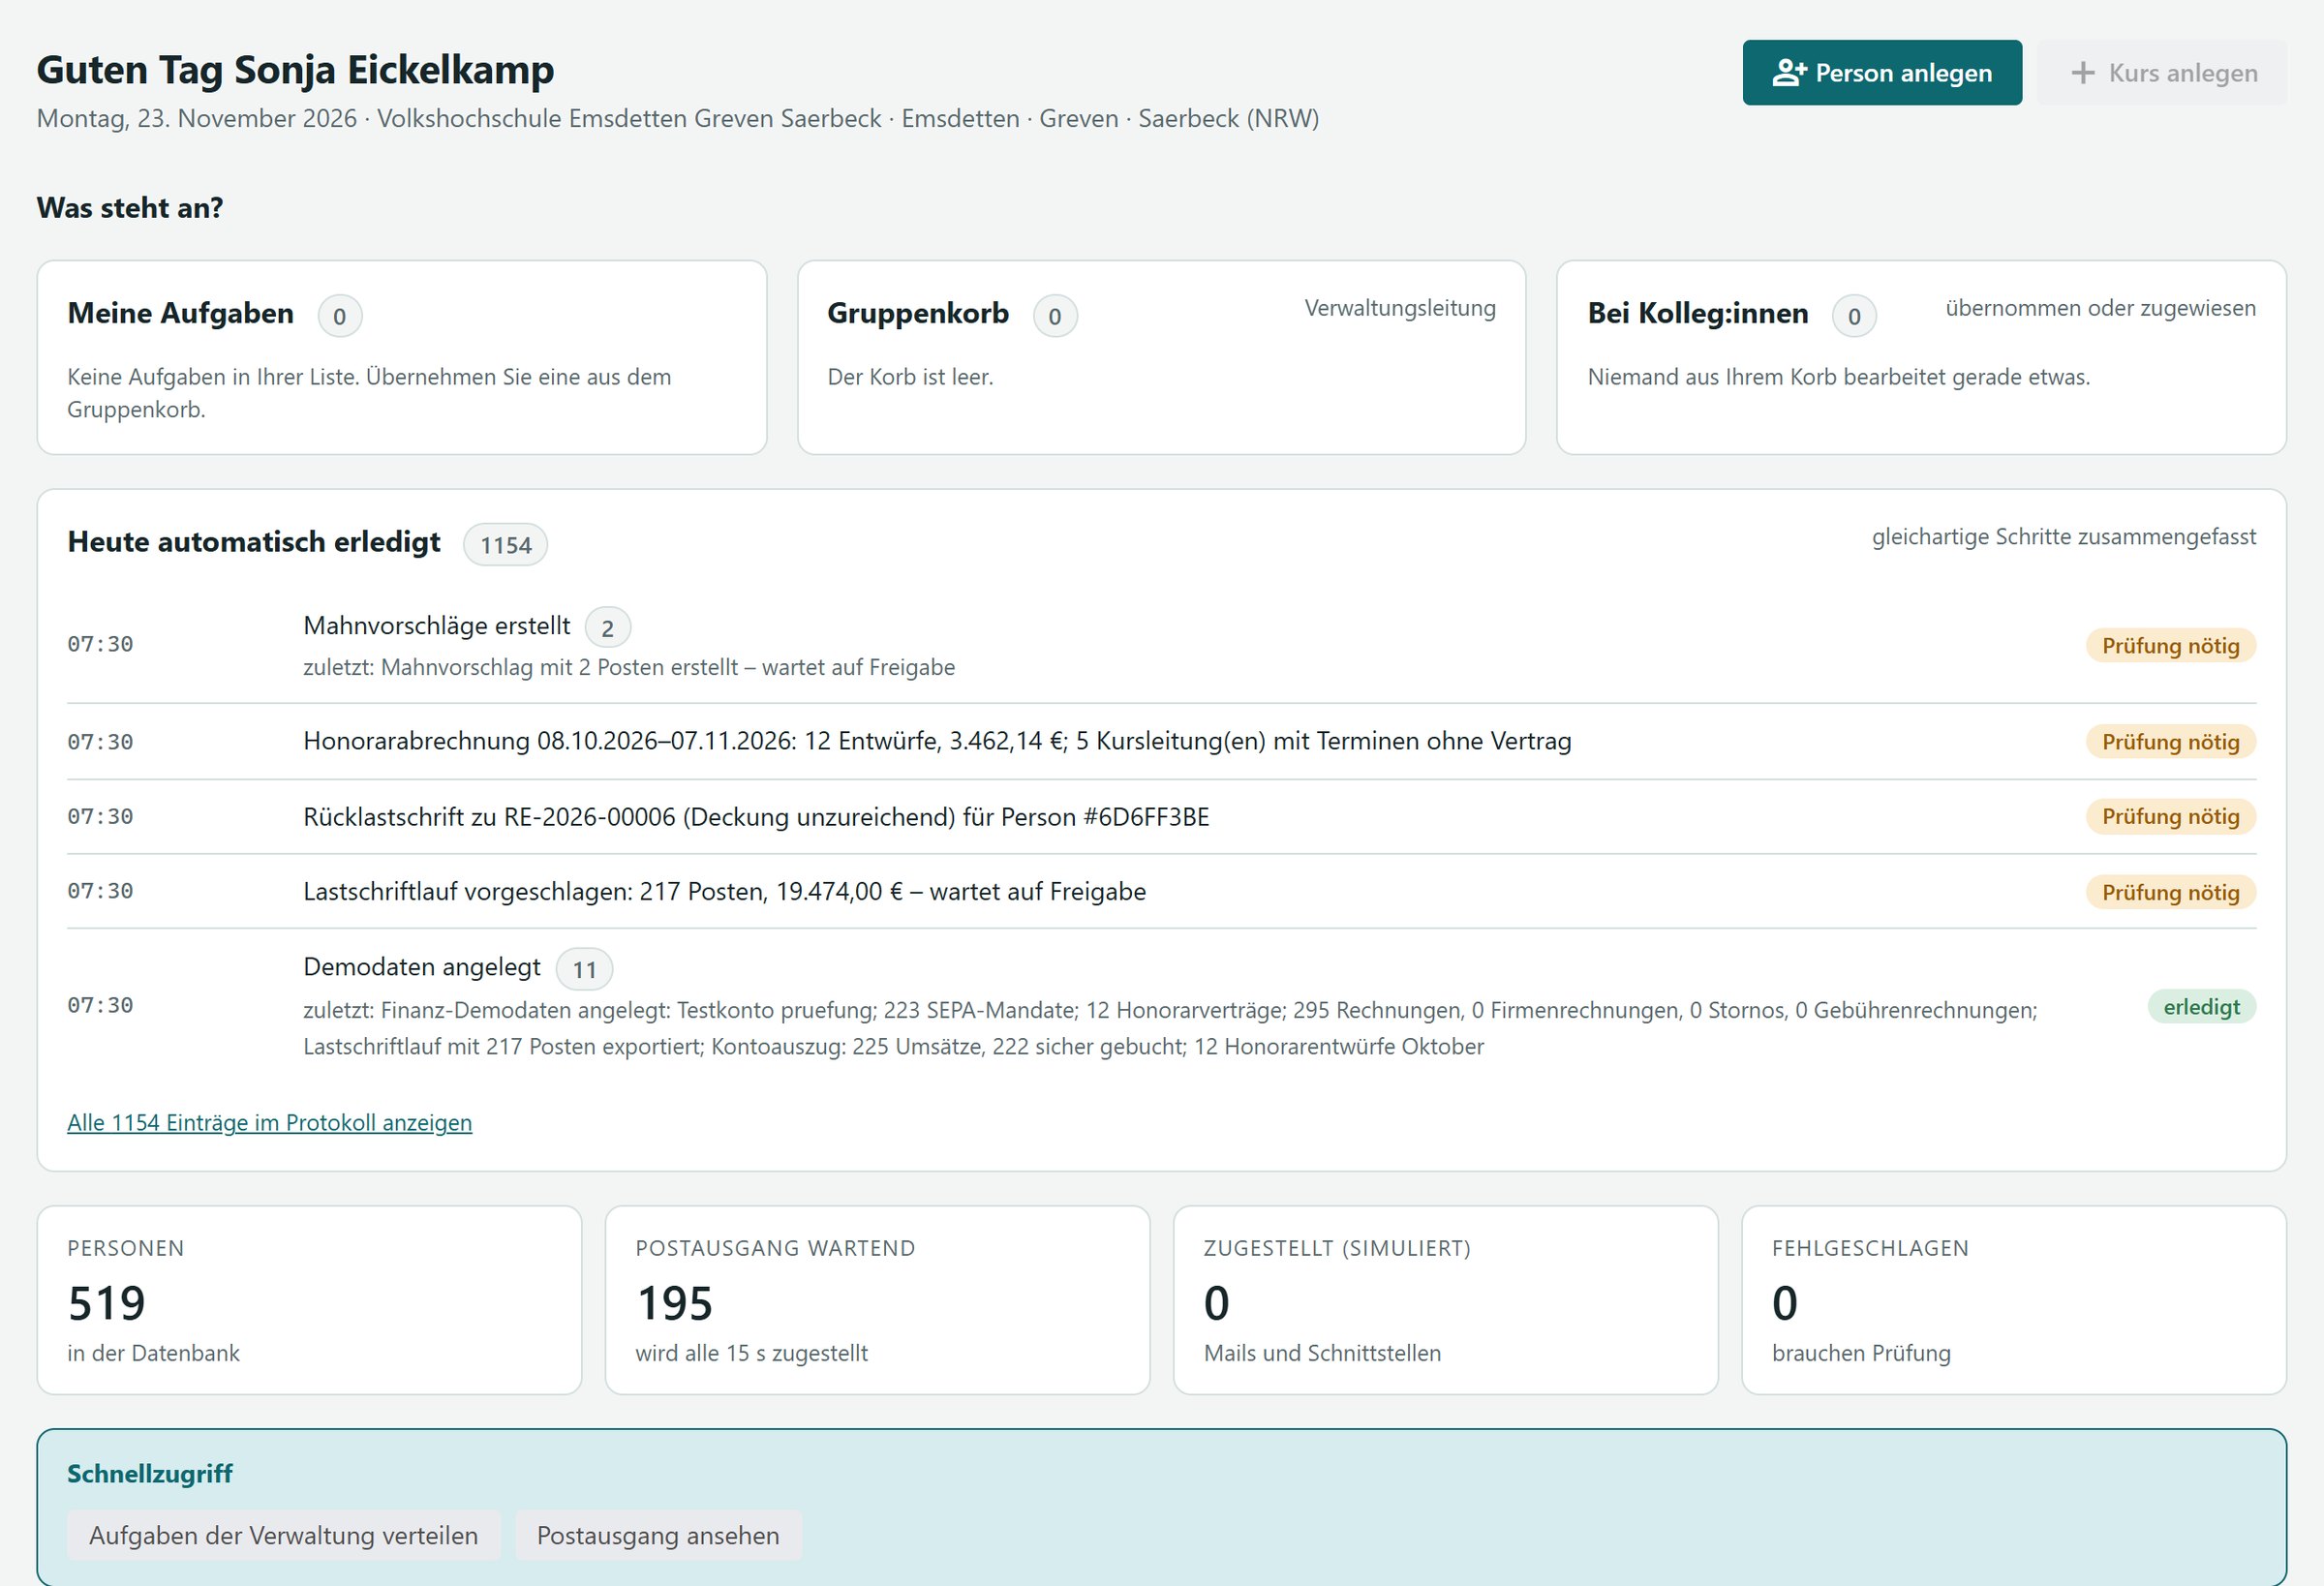 Guten Tag Sonja Eickelkamp
Montag, 23. November 2026 · Volkshochschule Emsdetten Greven Saerbeck · Emsdetten · Greven · Saerbeck (NRW)
Person anlegen
Kurs anlegen
Was steht an?
Meine Aufgaben 0
Keine Aufgaben in Ihrer Liste. Übernehmen Sie eine aus dem
Gruppenkorb.
Gruppenkorb 0 Verwaltungsleitung
Der Korb ist leer.
Bei Kolleg:innen 0 übernommen oder zugewiesen
Niemand aus Ihrem Korb bearbeitet gerade etwas.
Heute automatisch erledigt 1154 gleichartige Schritte zusammengefasst
07:30 Mahnvorschläge erstellt 2 Prüfung nötig
zuletzt: Mahnvorschlag mit 2 Posten erstellt – wartet auf Freigabe
07:30 Honorarabrechnung 08.10.2026–07.11.2026: 12 Entwürfe, 3.462,14 €; 5 Kursleitung(en) mit Terminen ohne Vertrag Prüfung nötig
07:30 Rücklastschrift zu RE-2026-00006 (Deckung unzureichend) für Person #6D6FF3BE Prüfung nötig
07:30 Lastschriftlauf vorgeschlagen: 217 Posten, 19.474,00 € – wartet auf Freigabe Prüfung nötig
07:30 Demodaten angelegt 11 erledigt
zuletzt: Finanz-Demodaten angelegt: Testkonto pruefung; 223 SEPA-Mandate; 12 Honorarverträge; 295 Rechnungen, 0 Firmenrechnungen, 0 Stornos, 0 Gebührenrechnungen;
Lastschriftlauf mit 217 Posten exportiert; Kontoauszug: 225 Umsätze, 222 sicher gebucht; 12 Honorarentwürfe Oktober
Alle 1154 Einträge im Protokoll anzeigen
PERSONEN
519
in der Datenbank
POSTAUSGANG WARTEND
195
wird alle 15 s zugestellt
ZUGESTELLT (SIMULIERT)
0
Mails und Schnittstellen
FEHLGESCHLAGEN
0
brauchen Prüfung
Schnellzugriff
Aufgaben der Verwaltung verteilen
Postausgang ansehen